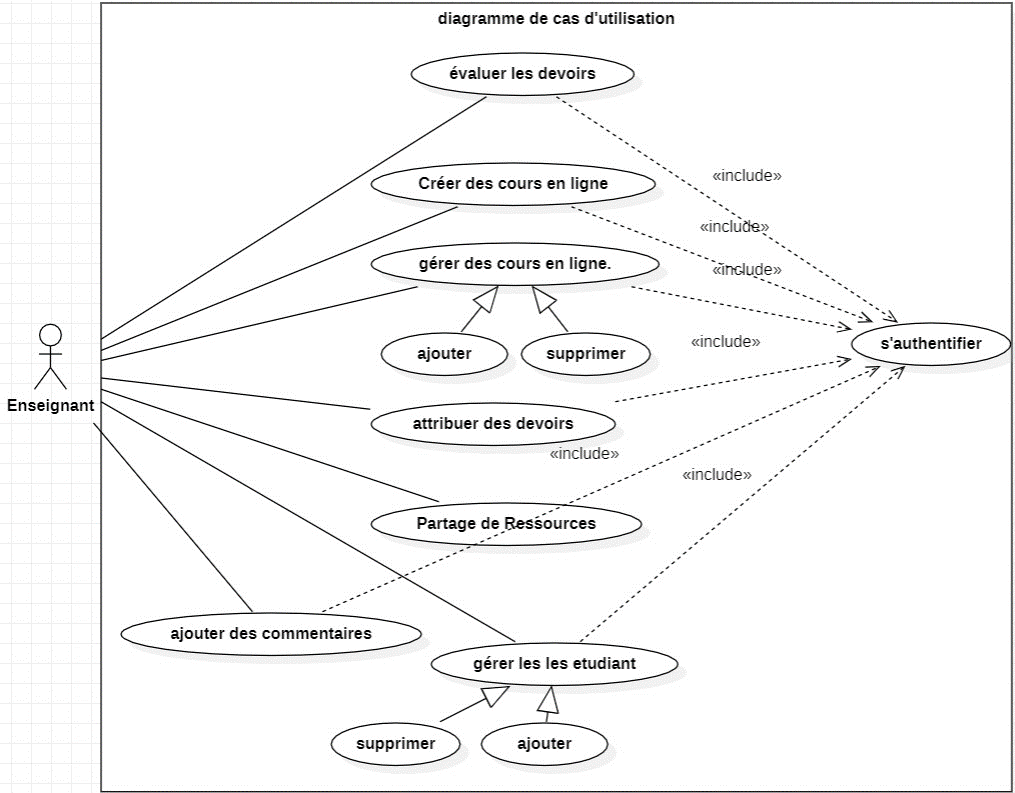 diagramme de cas d'utilisation
évaluer les devoirs
«include»
Créer des cours en ligne
«include»
gérer des cours en ligne.
«include»
ajouter
supprimer
«include»
s'authentifier
Enseignant
attribuer des devoirs
«include»
«include»
Partage de Ressources
ajouter des commentaires
gérer les les etudiant
supprimer
ajouter